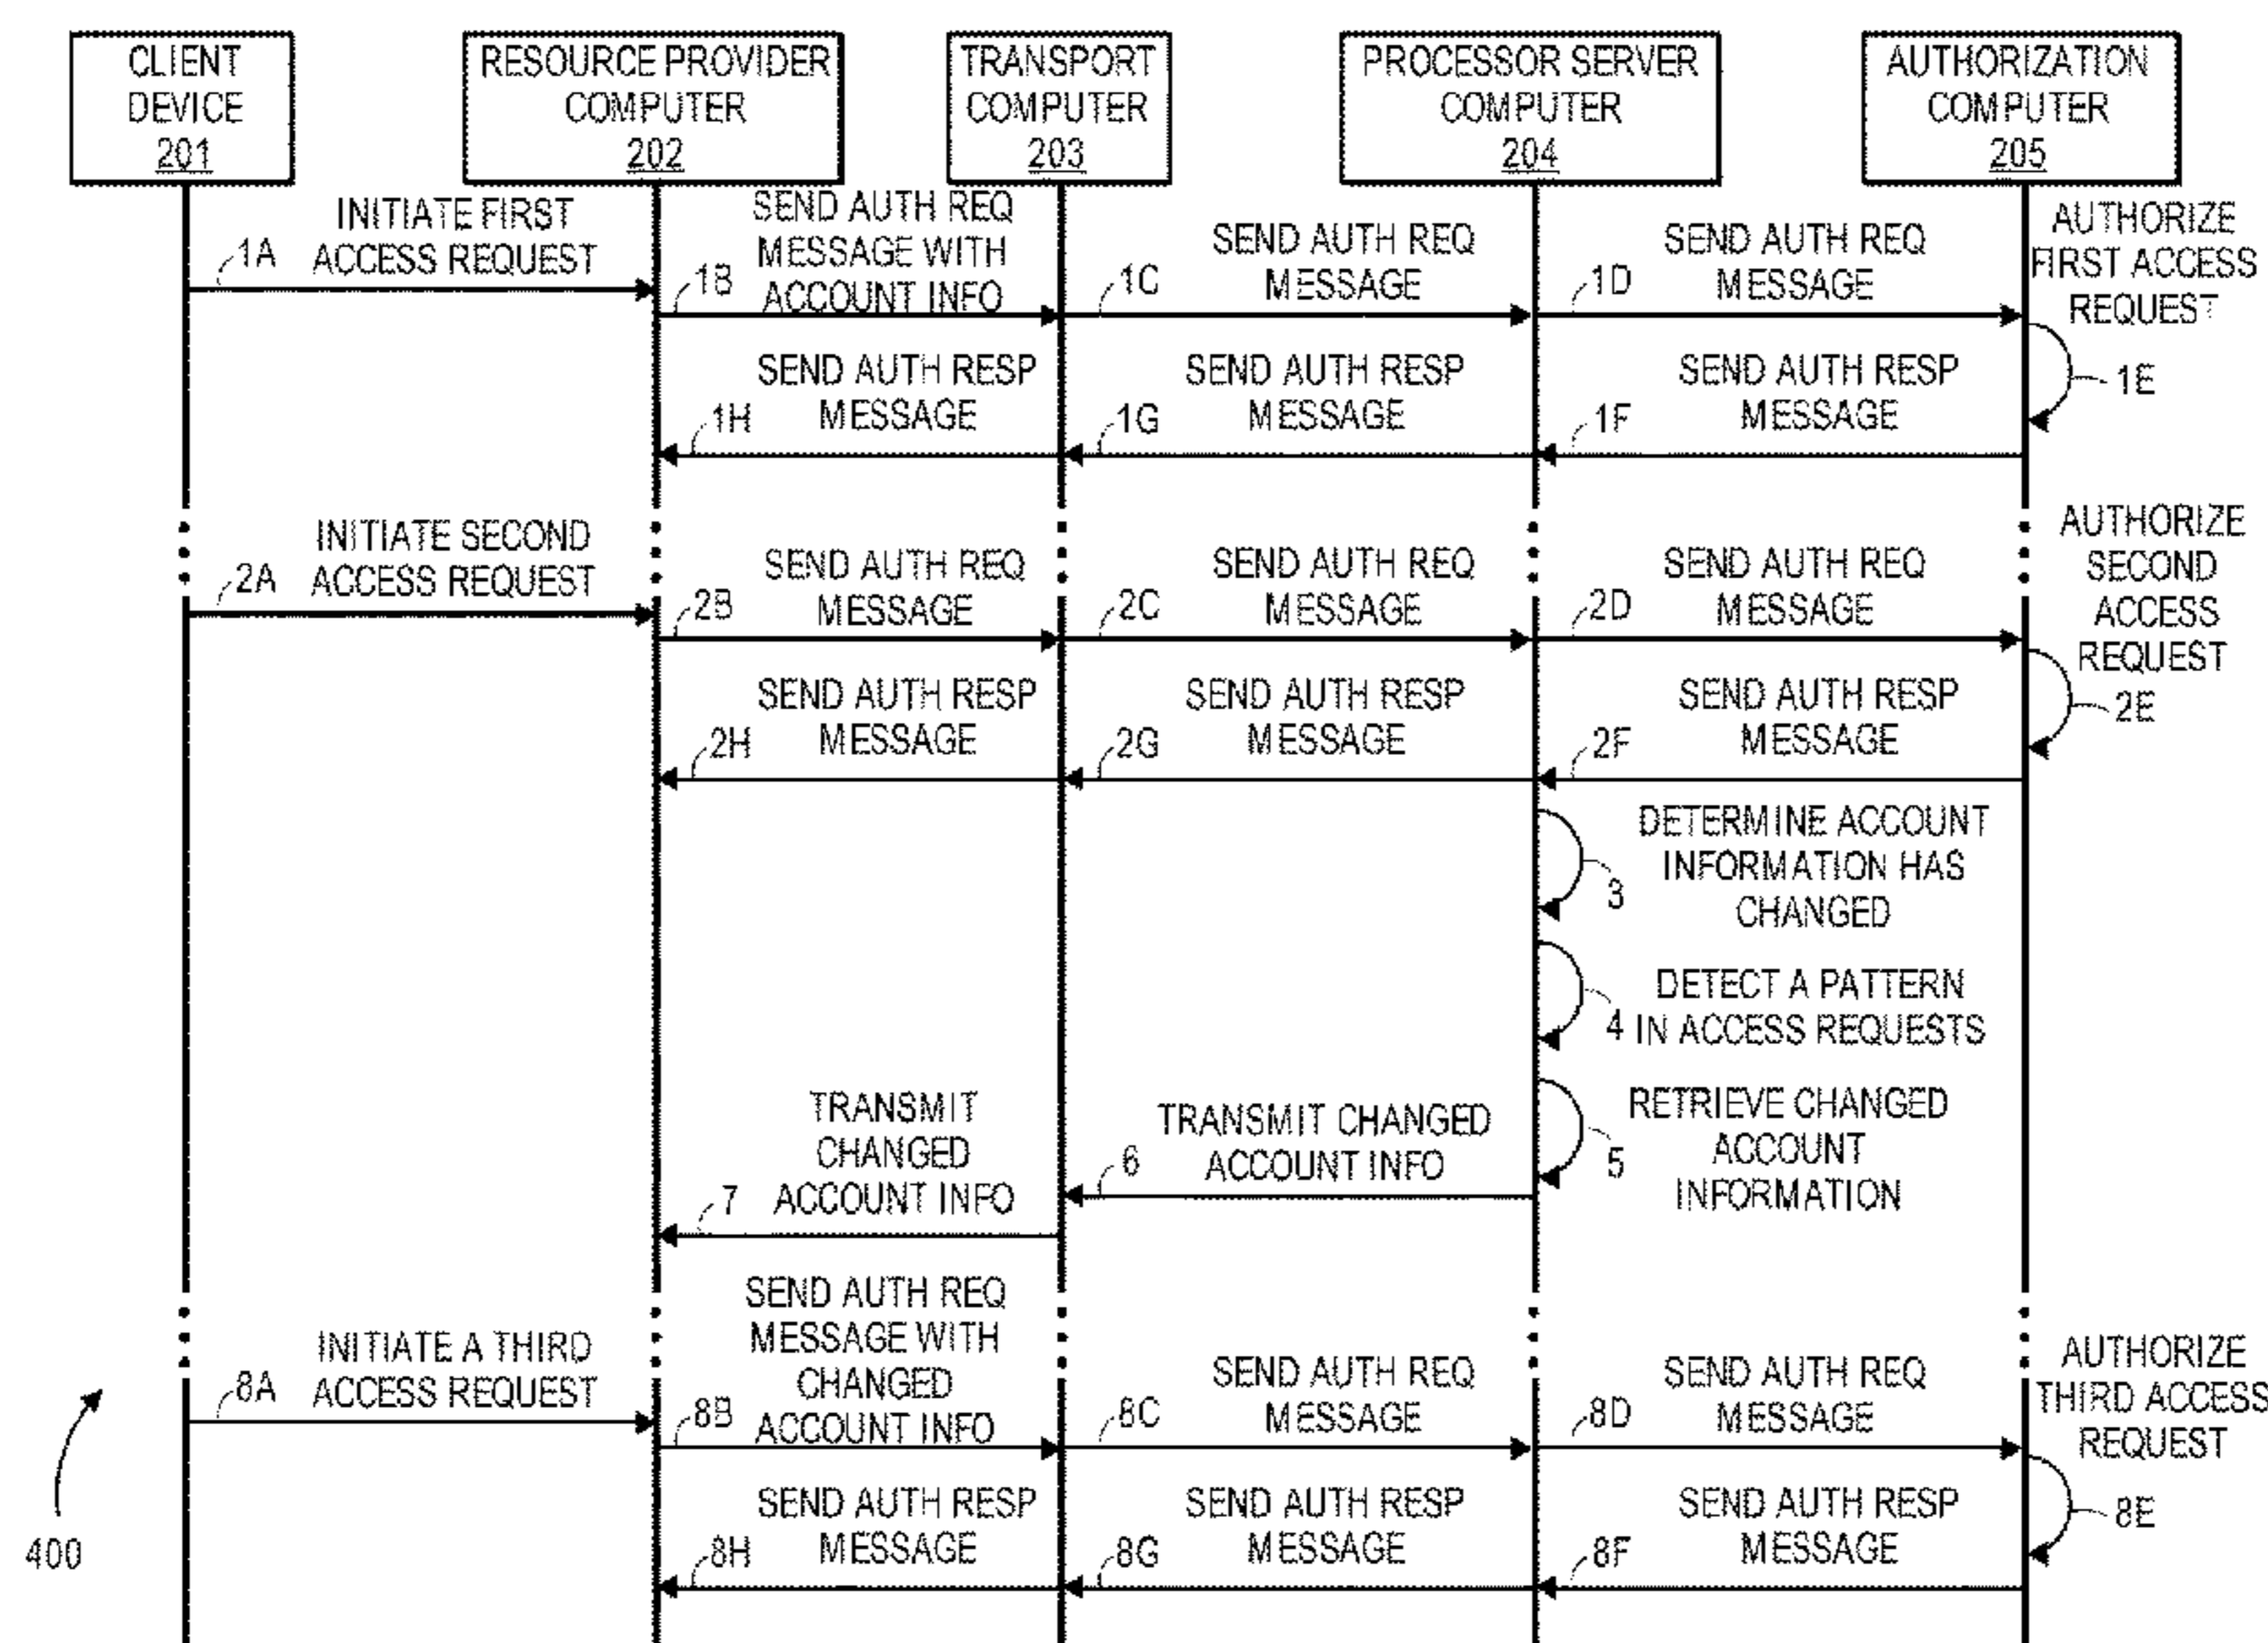 CLIENT
DEVICE
201
RESOURCE PROVIDER
COMPUTER
202
TRANSPORT
COMPUTER
203
PROCESSOR SERVER
COMPUTER
204
AUTHORIZATION
COMPUTER
205
1A
INITIATE FIRST
ACCESS REQUEST
1B
SEND AUTH REQ
MESSAGE WITH
ACCOUNT INFO
1C
SEND AUTH REQ
MESSAGE
1D
SEND AUTH REQ
MESSAGE
AUTHORIZE
FIRST ACCESS
REQUEST
1E
1H
SEND AUTH RESP
MESSAGE
1G
SEND AUTH RESP
MESSAGE
1F
SEND AUTH RESP
MESSAGE
2A
INITIATE SECOND
ACCESS REQUEST
2B
SEND AUTH REQ
MESSAGE
2C
SEND AUTH REQ
MESSAGE
2D
SEND AUTH REQ
MESSAGE
AUTHORIZE
SECOND
ACCESS
REQUEST
2E
2H
SEND AUTH RESP
MESSAGE
2G
SEND AUTH RESP
MESSAGE
2F
SEND AUTH RESP
MESSAGE
3
DETERMINE ACCOUNT
INFORMATION HAS
CHANGED
4
DETECT A PATTERN
IN ACCESS REQUESTS
5
RETRIEVE CHANGED
ACCOUNT
INFORMATION
6
TRANSMIT CHANGED
ACCOUNT INFO
7
TRANSMIT
CHANGED
ACCOUNT INFO
8A
INITIATE A THIRD
ACCESS REQUEST
8B
SEND AUTH REQ
MESSAGE WITH
CHANGED
ACCOUNT INFO
8C
SEND AUTH REQ
MESSAGE
8D
SEND AUTH REQ
MESSAGE
AUTHORIZE
THIRD ACCESS
REQUEST
8E
8H
SEND AUTH RESP
MESSAGE
8G
SEND AUTH RESP
MESSAGE
8F
SEND AUTH RESP
MESSAGE
400